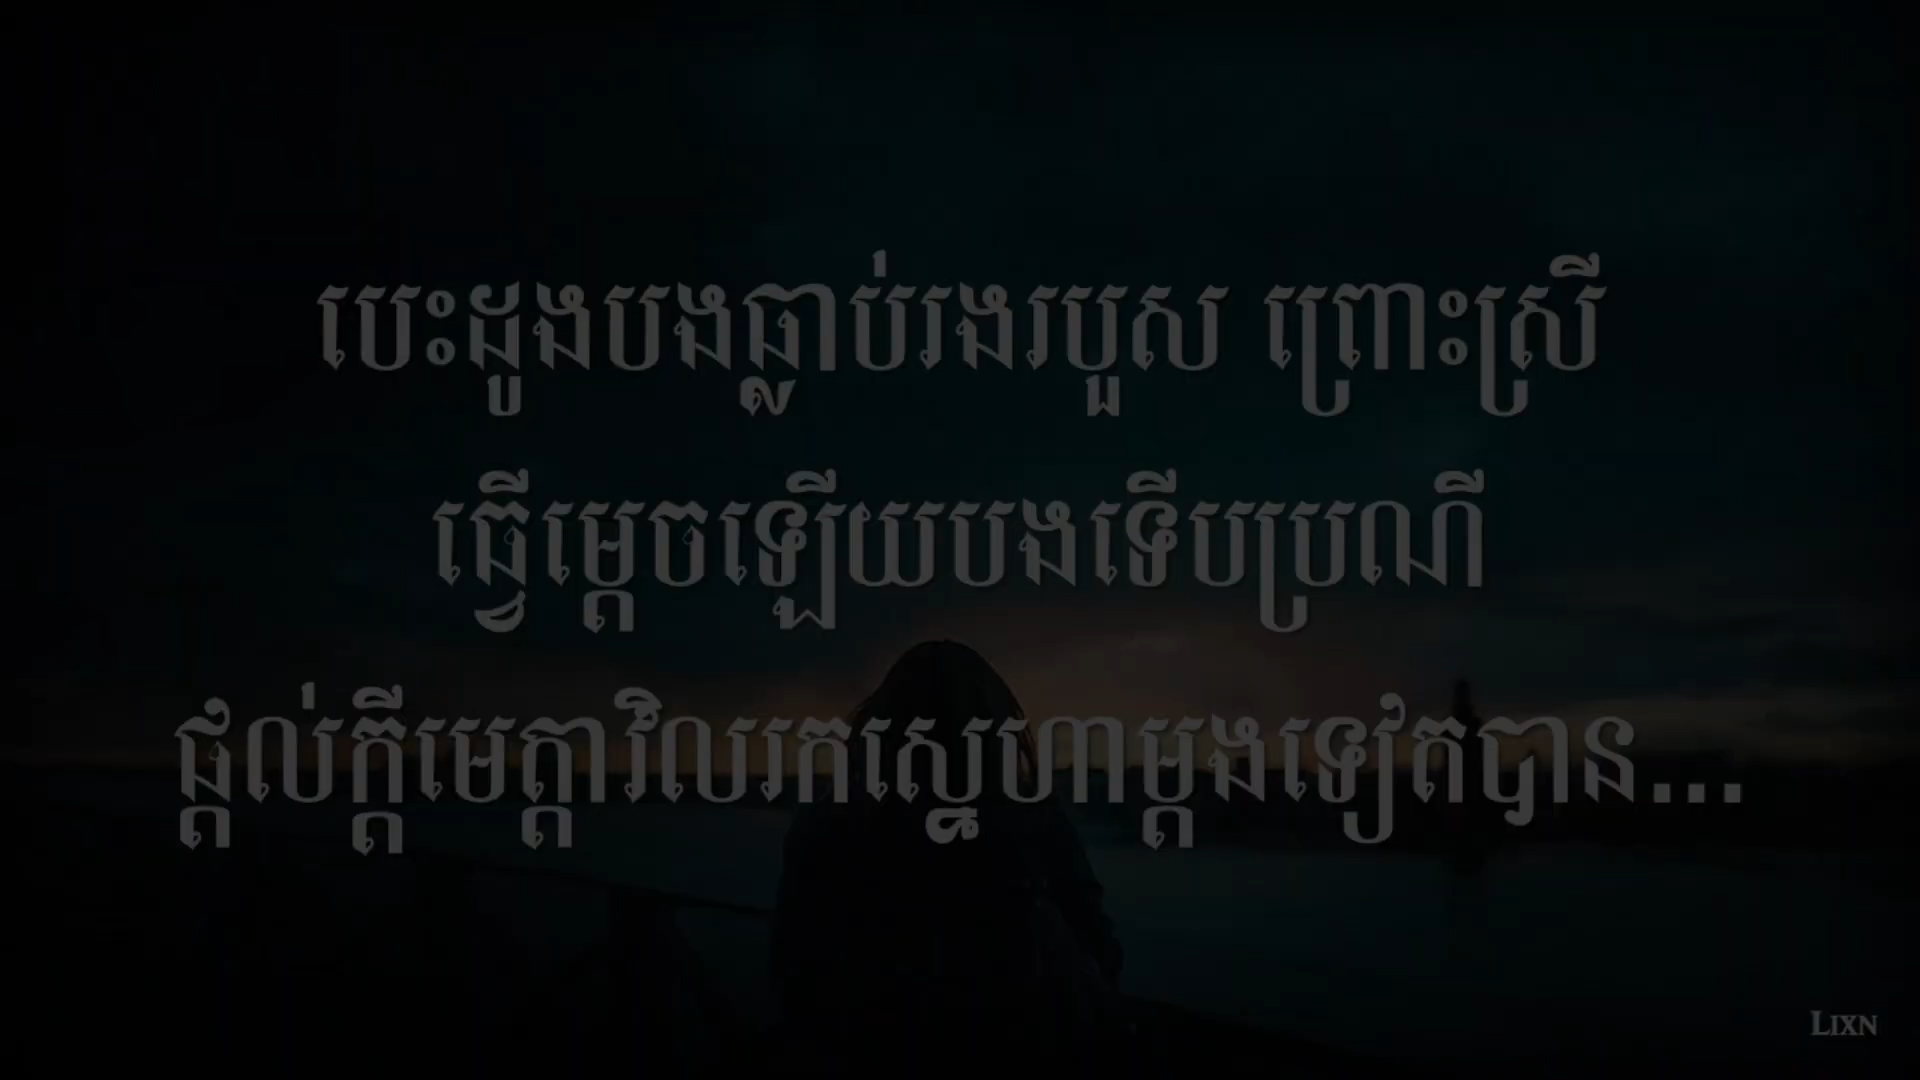 បេះដូងបងធ្លាប់រងរបួស ព្រោះស្រី
ធ្វើម្ដេចឡើយបងទើបប្រណី
ផ្ដល់ក្ដីមេត្តាវិលរកស្នេហាម្ដងទៀតបាន...
LIXN